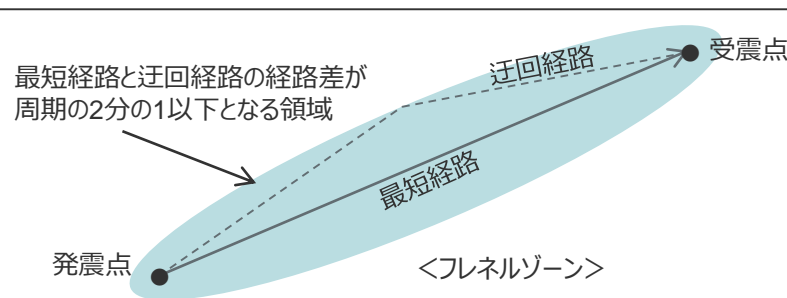 受震点
迂回経路
最短経路と迂回経路の経路差が
周期の2分の1以下となる領域
最短経路
発震点
＜フレネルゾーン＞